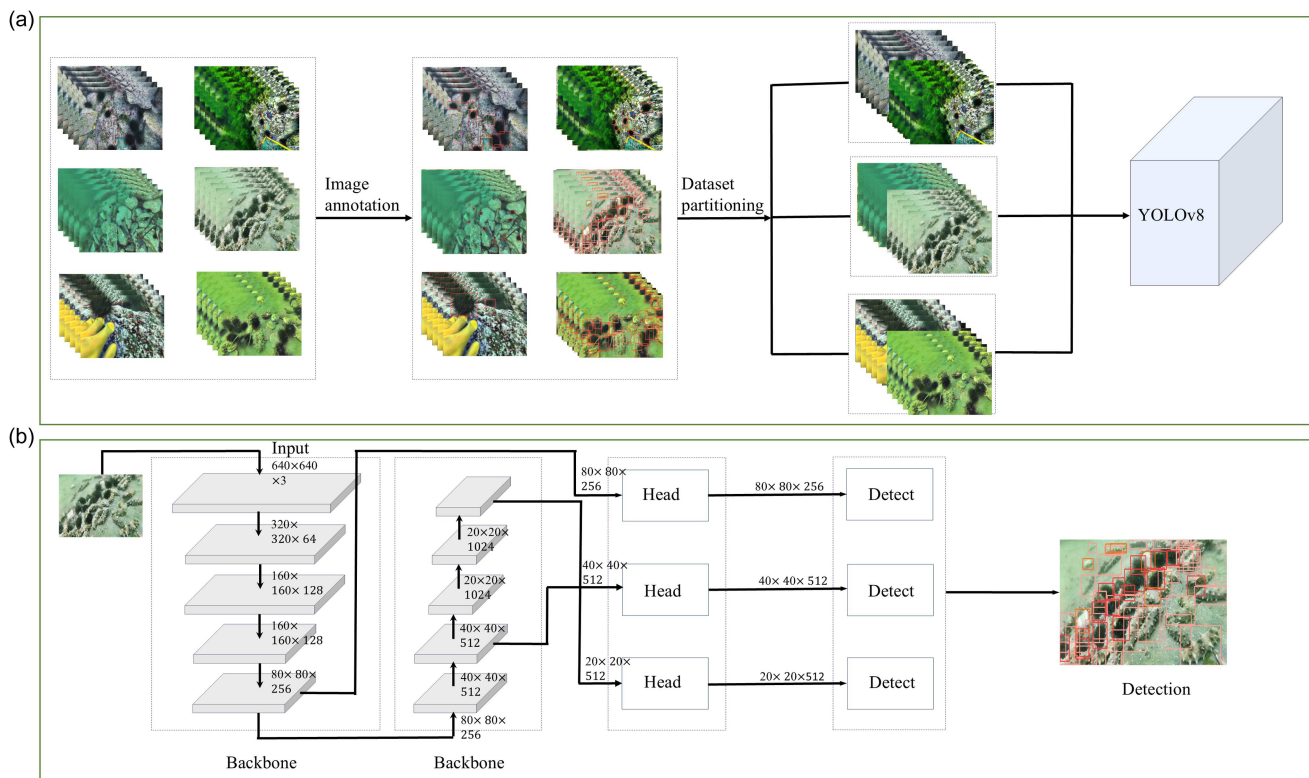 (a)
Image
annotation
Dataset
partitioning
YOLOv8
(b)
Input
640×640
×3
320×
320× 64
160×
160× 128
160×
160× 128
80× 80×
256
Backbone
80× 80×
256
40× 40×
512
40× 40×
512
20×20×
1024
20×20×
1024
Backbone
80× 80×
256
Head
80× 80× 256
Detect
40× 40×
512
Head
40× 40× 512
Detect
20× 20×
512
Head
20× 20×512
Detect
Detection